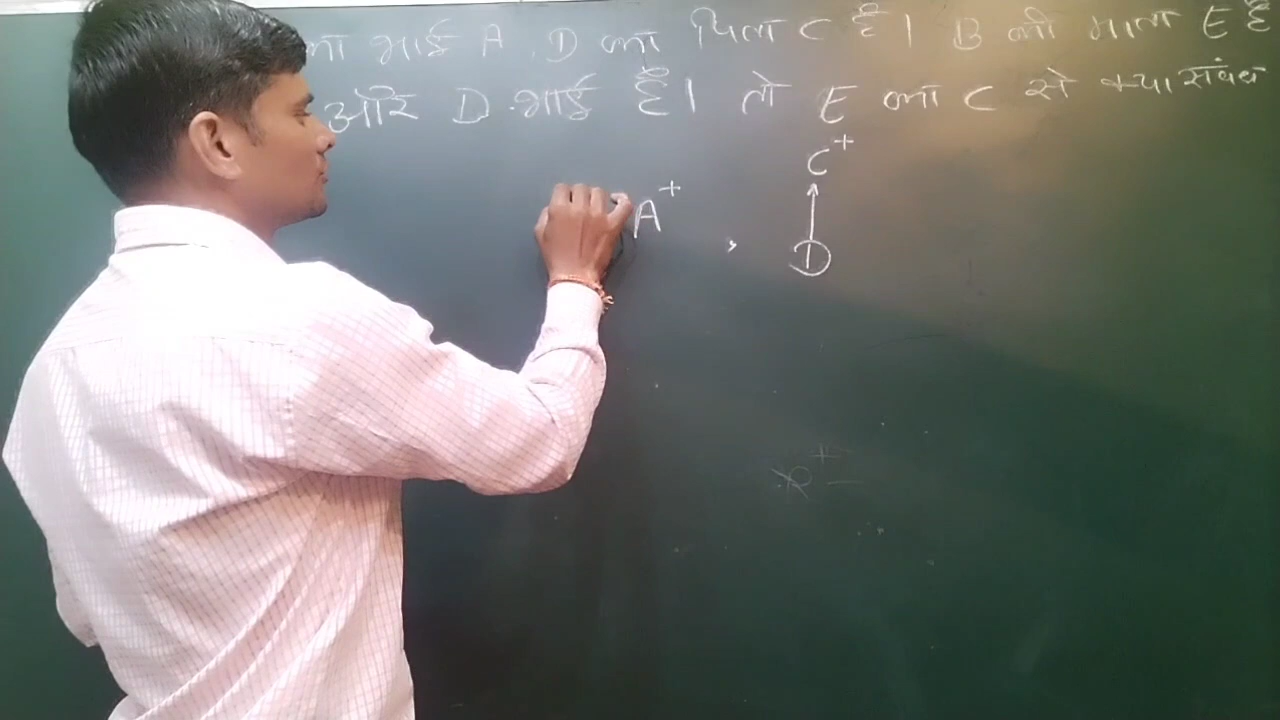 का भाई A, D का पिता C है। B की माता E है
और D भाई है। तो E का C से क्या संबंध
C+
A+
D